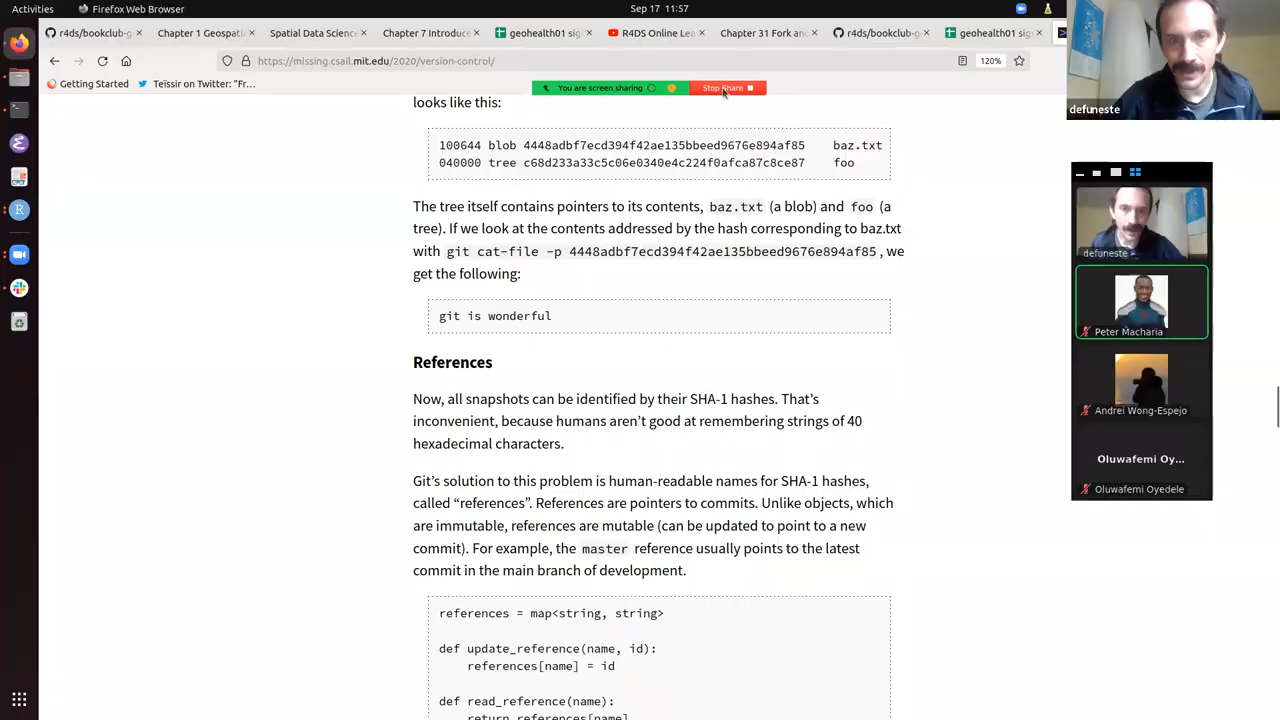 Activities
Firefox Web Browser
Sep 17 11:57
r4ds/bookclub-g
Chapter 1 Geospati
Spatial Data Science
Chapter 7 Introduce
geohealth01 sig
R4DS Online Lea
Chapter 31 Fork an
r4ds/bookclub-g
geohealth01 sig
https://missing.csail.mit.edu/2020/version-control/
120%
Getting Started
Teïssir on Twitter: "Fr…
You are screen sharing
Stop Share
looks like this:
100644 blob 4448adbf7ecd394f42ae135bbeed9676e894af85 baz.txt
040000 tree c68d233a33c5c06e0340e4c224f0afca87c8ce87 foo
The tree itself contains pointers to its contents, baz.txt (a blob) and foo (a
tree). If we look at the contents addressed by the hash corresponding to baz.txt
with git cat-file -p 4448adbf7ecd394f42ae135bbeed9676e894af85, we
get the following:
git is wonderful
References
Now, all snapshots can be identified by their SHA-1 hashes. That's
inconvenient, because humans aren't good at remembering strings of 40
hexadecimal characters.
Git's solution to this problem is human-readable names for SHA-1 hashes,
called “references”. References are pointers to commits. Unlike objects, which
are immutable, references are mutable (can be updated to point to a new
commit). For example, the master reference usually points to the latest
commit in the main branch of development.
references = map<string, string>
def update_reference(name, id):
references[name] = id
def read_reference(name):
return references[name]
defuneste
defuneste
Peter Macharia
Andrei Wong-Espejo
Oluwafemi Oy...
Oluwafemi Oyedele